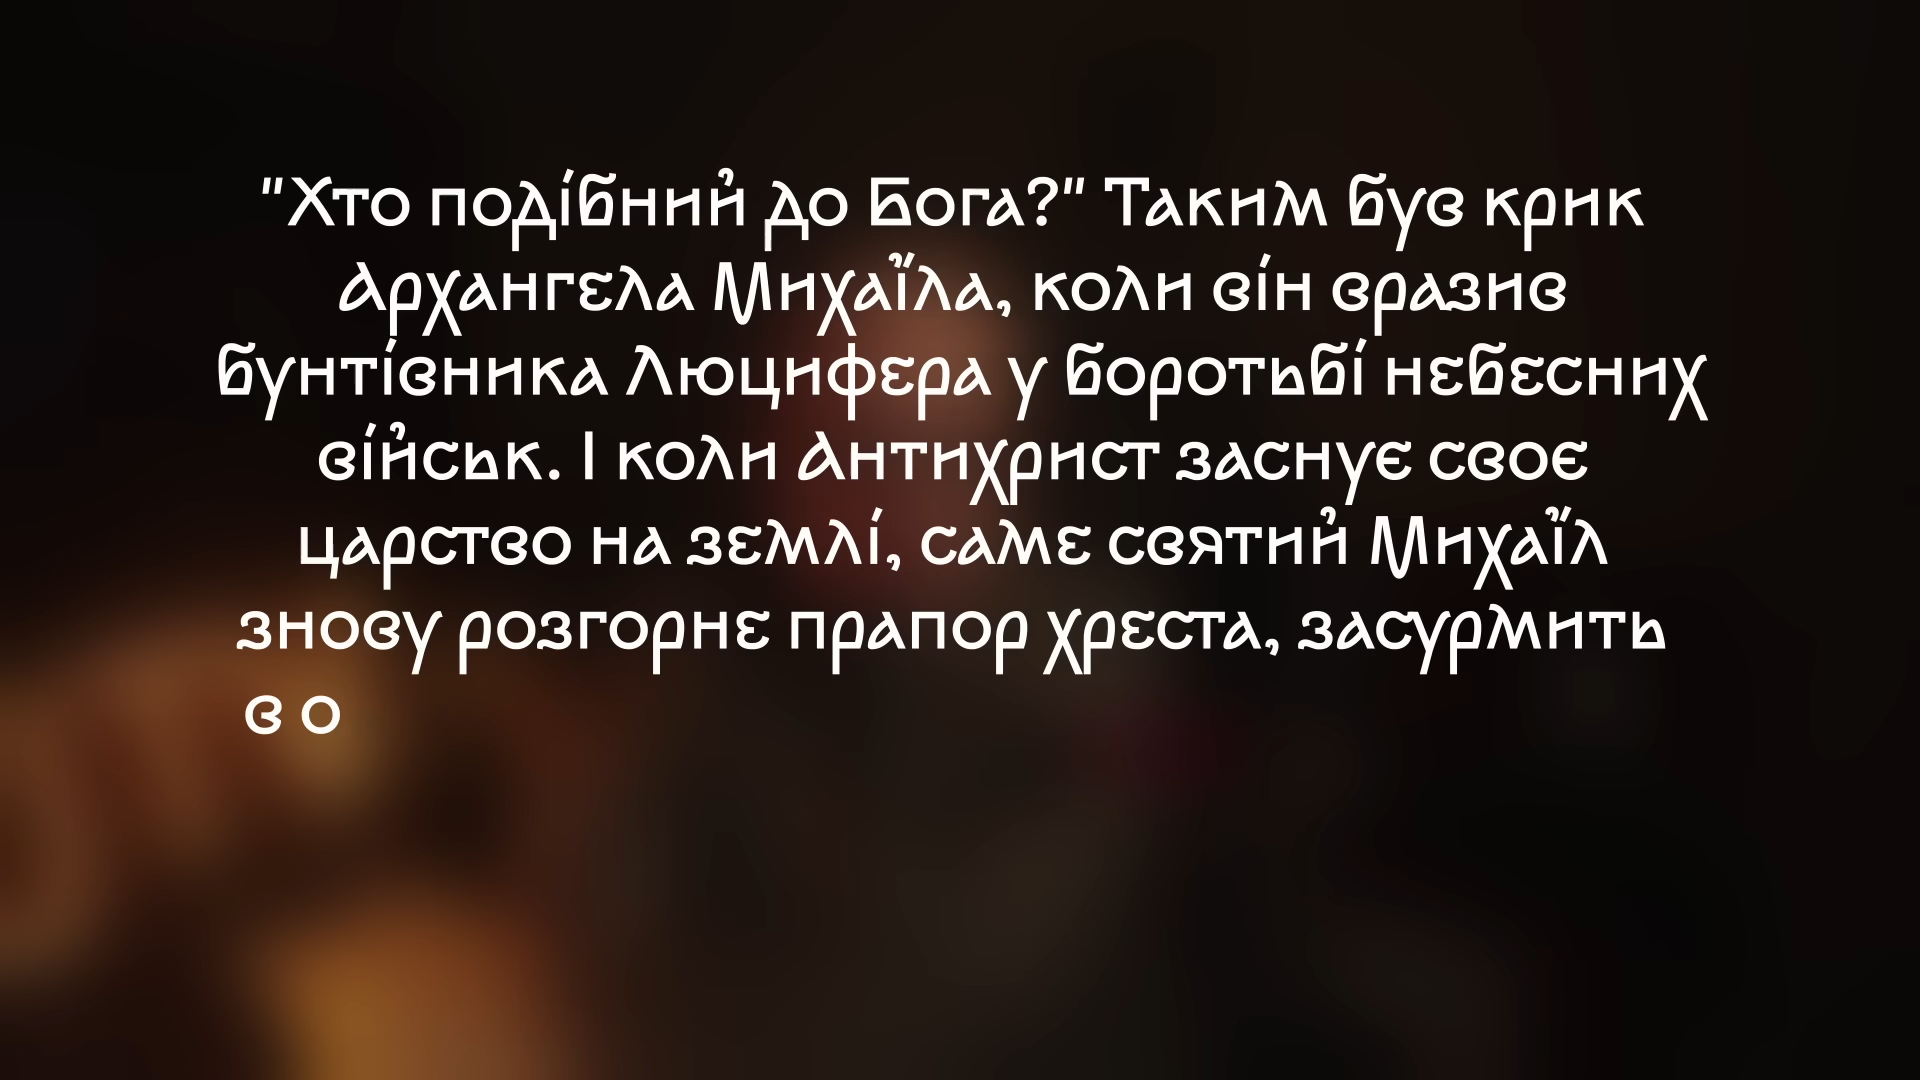 "Хто подібний до Бога?" Таким був крик
Архангела Михаїла, коли він вразив
бунтівника Люцифера у боротьбі небесних
військ. І коли Антихрист заснує своє
царство на землі, саме святий Михаїл
знову розгорне прапор хреста, засурмить
в о